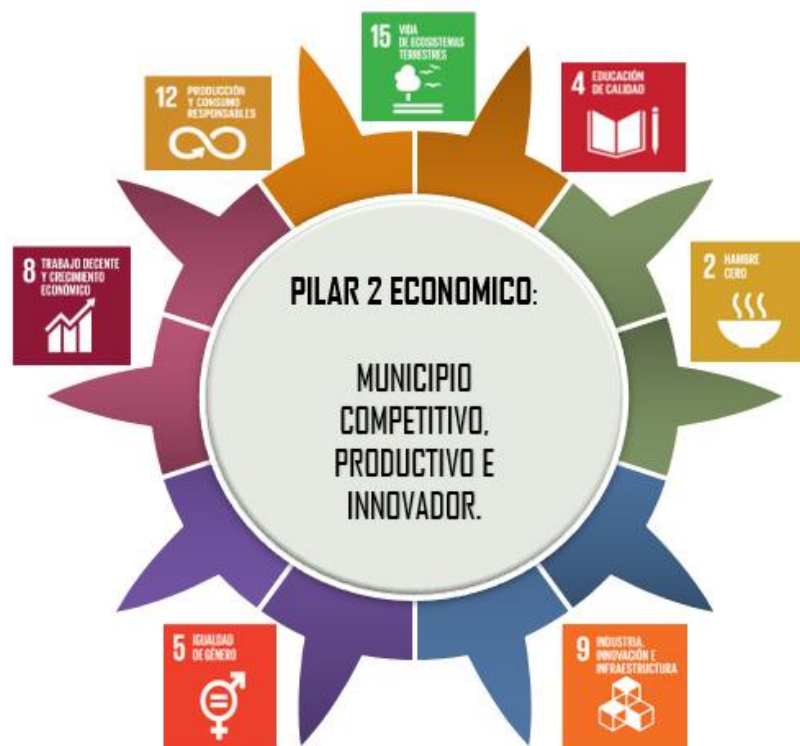 15 VIDA
DE ECOSISTEMAS
TERRESTRES
12 PRODUCCIÓN
Y CONSUMO
RESPONSABLES
4 EDUCACIÓN
DE CALIDAD
8 TRABAJO DECENTE
Y CRECIMIENTO
ECONÓMICO
2 HAMBRE
CERO
PILAR 2 ECONOMICO:
MUNICIPIO
COMPETITIVO,
PRODUCTIVO E
INNOVADOR.
5 IGUALDAD
DE GÉNERO
9 INDUSTRIA,
INNOVACIÓN E
INFRAESTRUCTURA